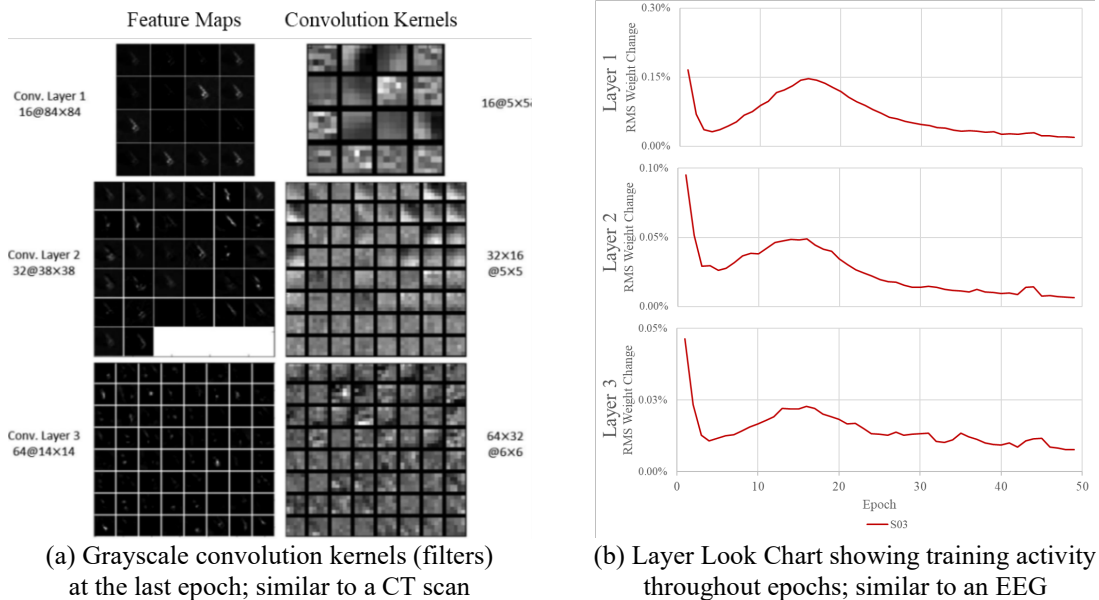 Feature Maps
Convolution Kernels
Conv. Layer 1
16@84×84
16@5×5
Conv. Layer 2
32@38×38
32×16
@5×5
Conv. Layer 3
64@14×14
64×32
@6×6
(a) Grayscale convolution kernels (filters)
at the last epoch; similar to a CT scan
Layer 1
RMS Weight Change
0.30%
0.15%
0.00%
Layer 2
RMS Weight Change
0.10%
0.05%
0.00%
Layer 3
RMS Weight Change
0.05%
0.03%
0.00%
0
10
20
30
40
50
Epoch
S03
(b) Layer Look Chart showing training activity
throughout epochs; similar to an EEG